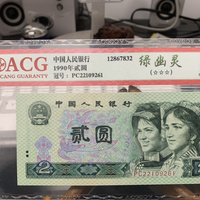 ACG
ACG GUARANTY
中国人民银行
1990年贰圆
冠号：PC22109261
12867832
绿幽灵
(☆☆☆)
中国人民银行
贰圆
PC22109261
2